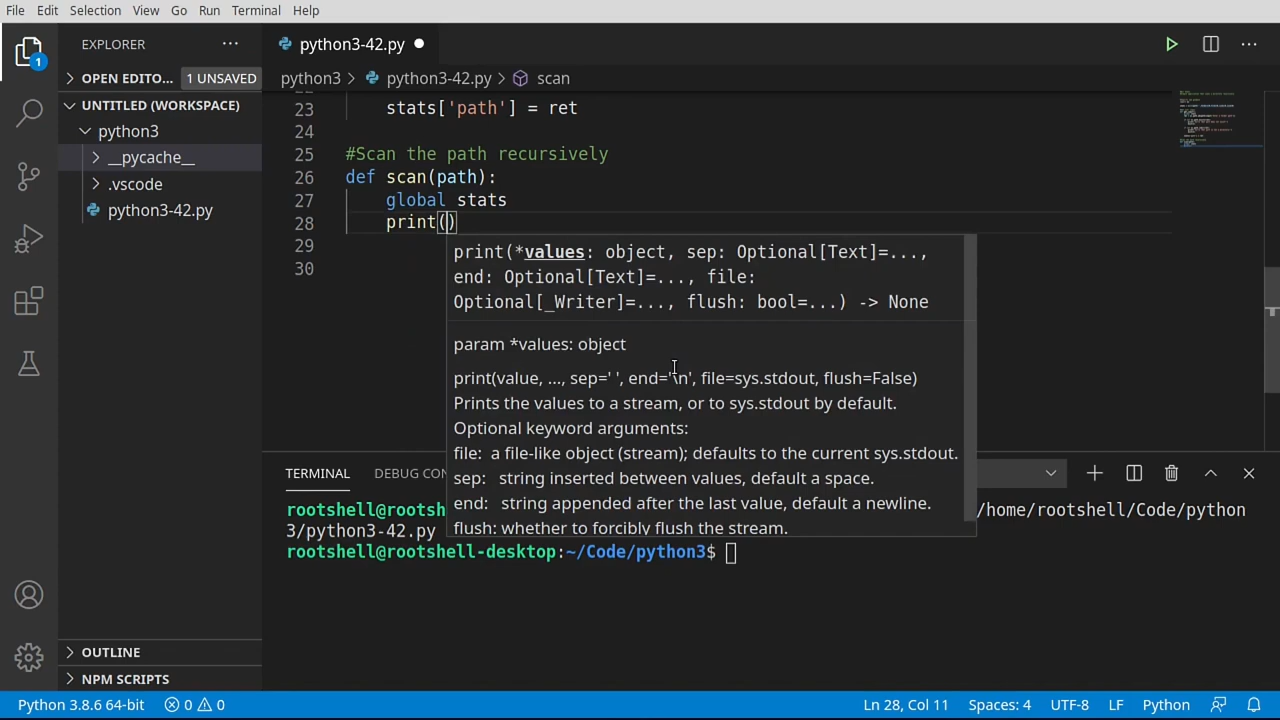 File Edit Selection View Go Run Terminal Help
EXPLORER
python3-42.py
OPEN EDITO... 1 UNSAVED
python3 python3-42.py scan
UNTITLED (WORKSPACE)
python3
__pycache__
.vscode
python3-42.py
23 stats['path'] = ret
24
25 #Scan the path recursively
26 def scan(path):
27 global stats
28 print()
29
30
print(*values: object, sep: Optional[Text]=...,
end: Optional[Text]=..., file:
Optional[_Writer]=..., flush: bool=...) -> None
param *values: object
print(value, ..., sep=' ', end='\n', file=sys.stdout, flush=False)
Prints the values to a stream, or to sys.stdout by default.
Optional keyword arguments:
file: a file-like object (stream); defaults to the current sys.stdout.
sep: string inserted between values, default a space.
end: string appended after the last value, default a newline.
flush: whether to forcibly flush the stream.
TERMINAL DEBUG CON
rootshell@rootsh /home/rootshell/Code/python
3/python3-42.py
rootshell@rootshell-desktop:~/Code/python3$
1
OUTLINE
NPM SCRIPTS
Python 3.8.6 64-bit 0 0 Ln 28, Col 11 Spaces: 4 UTF-8 LF Python